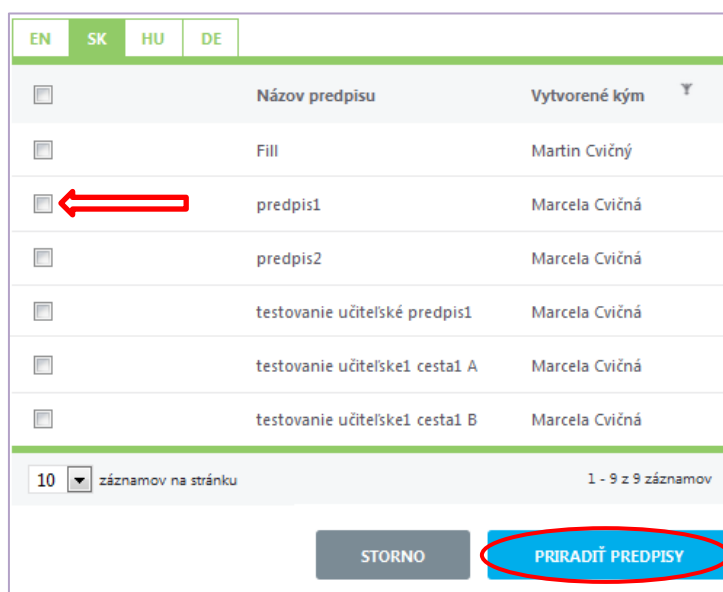 EN SK HU DE
Názov predpisu Vytvorené kým
Fill Martin Cvičný
predpis1 Marcela Cvičná
predpis2 Marcela Cvičná
testovanie učiteľské predpis1 Marcela Cvičná
testovanie učiteľske1 cesta1 A Marcela Cvičná
testovanie učiteľske1 cesta1 B Marcela Cvičná
10 záznamov na stránku 1 - 9 z 9 záznamov
STORNO PRIRADIŤ PREDPISY